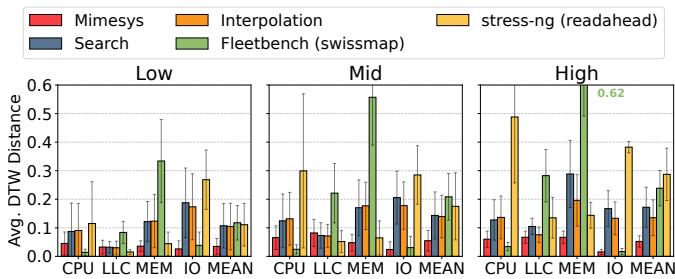 Mimesys Interpolation stress-ng (readahead)
Search Fleetbench (swissmap)
Low Mid High
Avg. DTW Distance
0.6
0.5
0.4
0.3
0.2
0.1
0.0
0.62
CPU LLC MEM IO MEAN CPU LLC MEM IO MEAN CPU LLC MEM IO MEAN